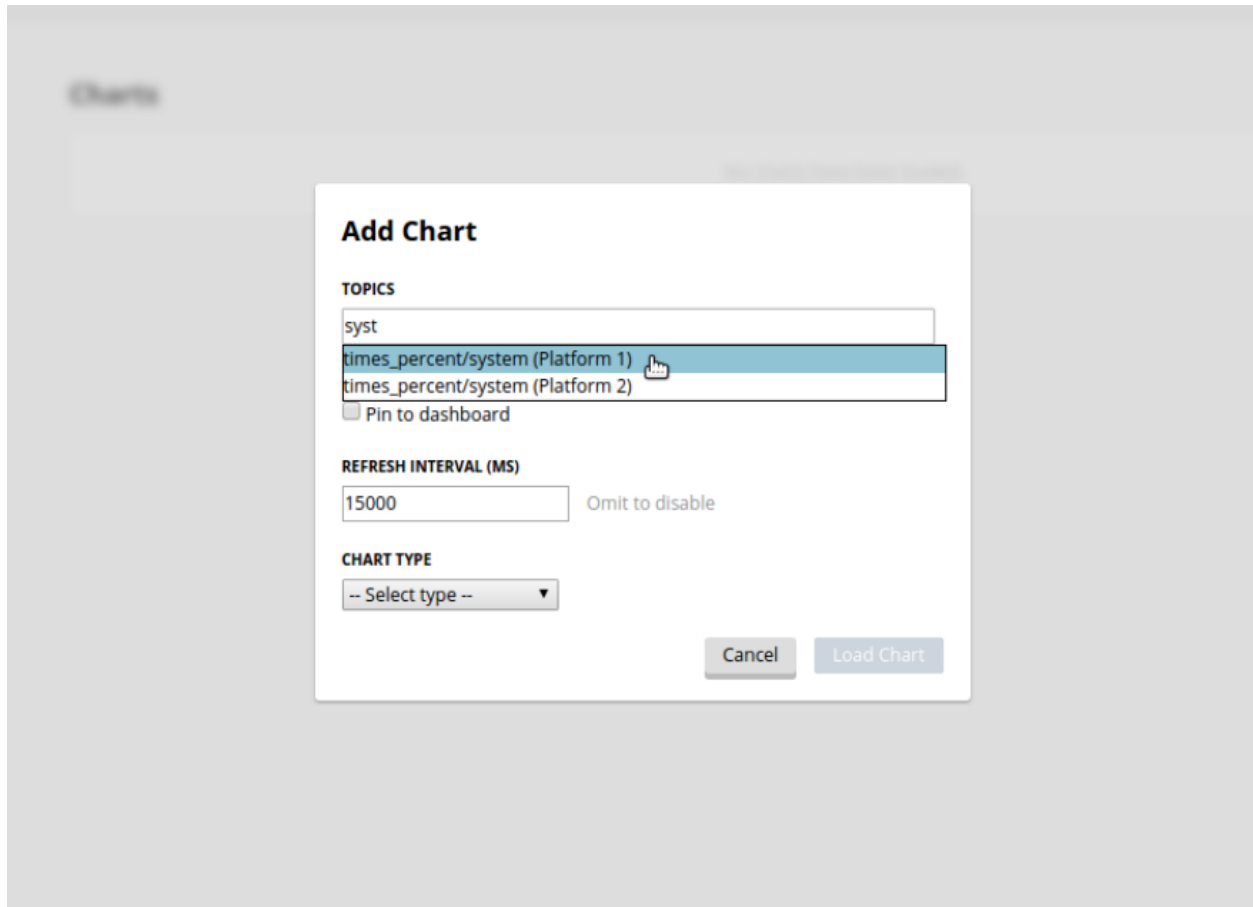 Charts
Add Chart
TOPICS
syst
times_percent/system (Platform 1)
times_percent/system (Platform 2)
Pin to dashboard
REFRESH INTERVAL (MS)
15000 Omit to disable
CHART TYPE
-- Select type --
Cancel Load Chart